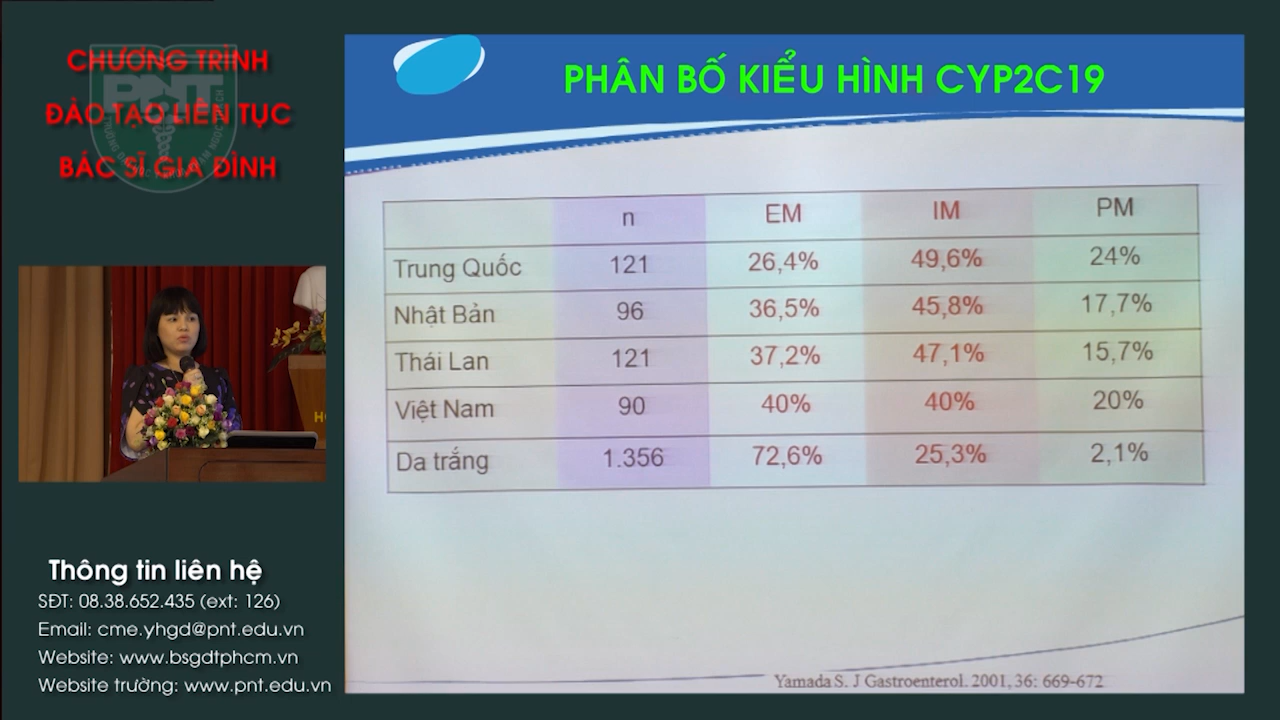 CHƯƠNG TRÌNH
ĐÀO TẠO LIÊN TỤC
BÁC SĨ GIA ĐÌNH
PNT
PHÂN BỐ KIỂU HÌNH CYP2C19
n EM IM PM
Trung Quốc 121 26,4% 49,6% 24%
Nhật Bản 96 36,5% 45,8% 17,7%
Thái Lan 121 37,2% 47,1% 15,7%
Việt Nam 90 40% 40% 20%
Da trắng 1.356 72,6% 25,3% 2,1%
Yamada S. J Gastroenterol. 2001, 36: 669-672
Thông tin liên hệ
SĐT: 08.38.652.435 (ext: 126)
Email: cme.yhgd@pnt.edu.vn
Website: www.bsgdtphcm.vn
Website trường: www.pnt.edu.vn